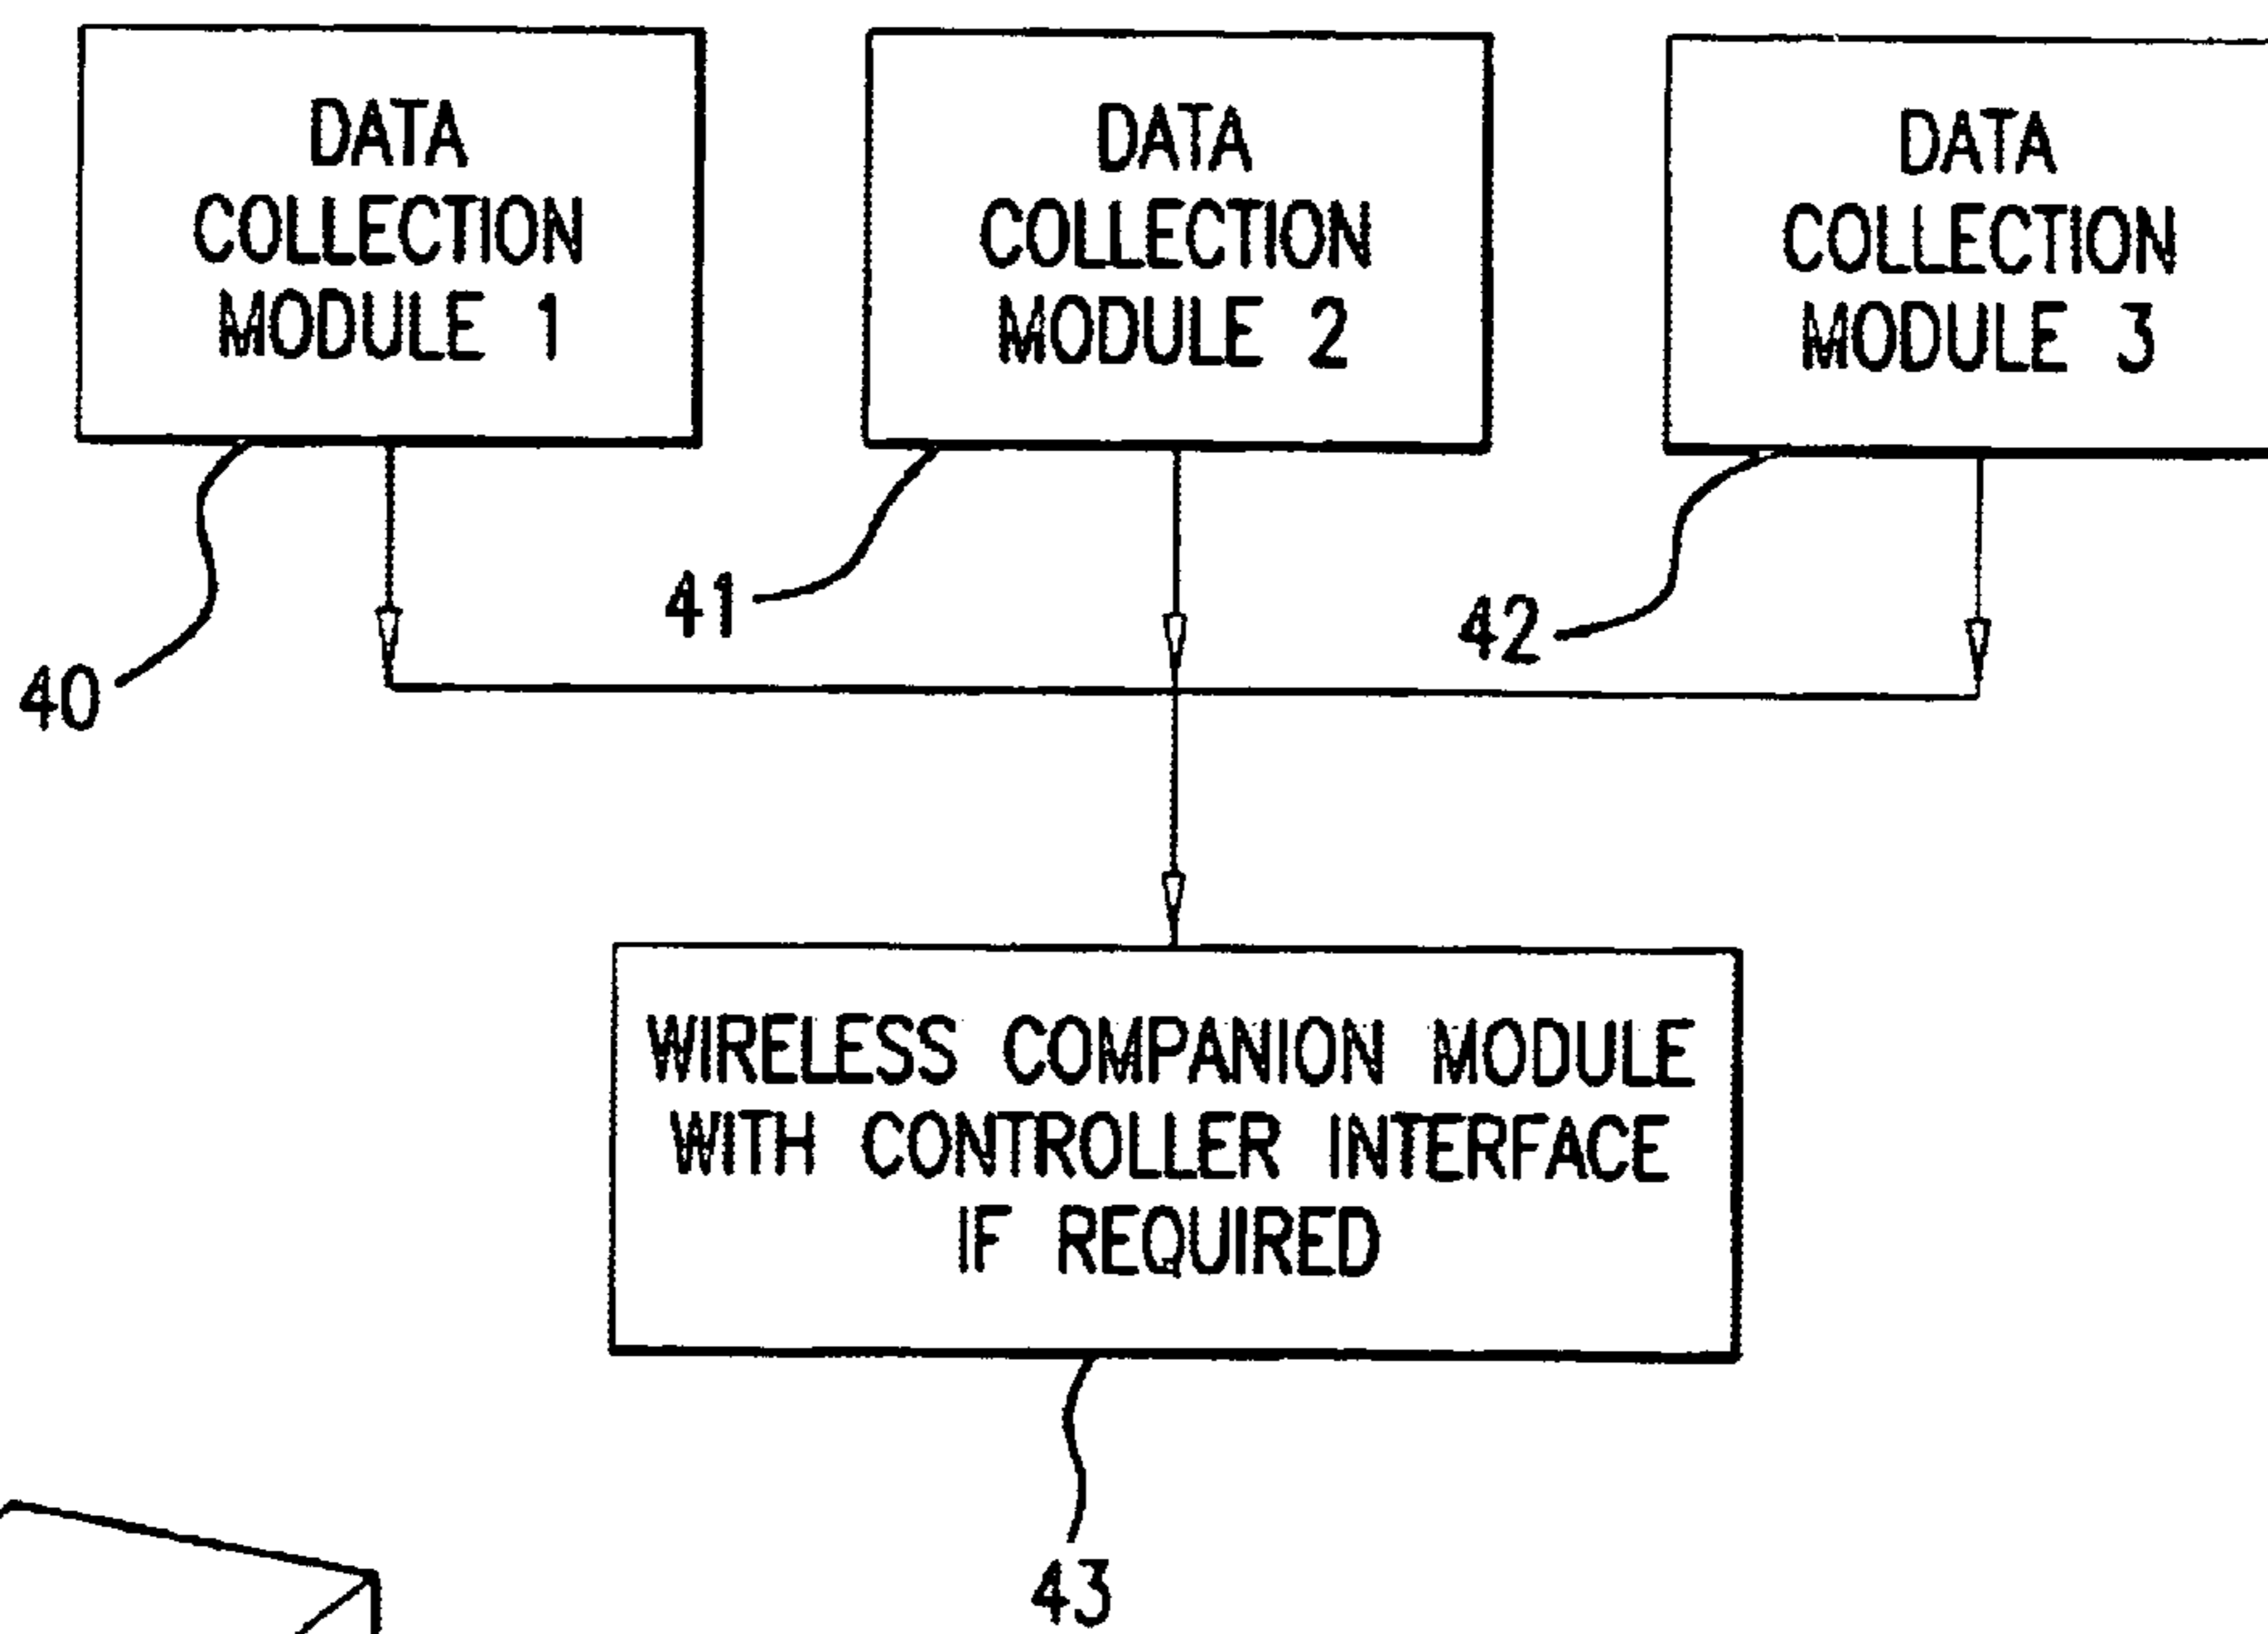 DATA
COLLECTION
MODULE 1
DATA
COLLECTION
MODULE 2
DATA
COLLECTION
MODULE 3
40
41
42
WIRELESS COMPANION MODULE
WITH CONTROLLER INTERFACE
IF REQUIRED
43